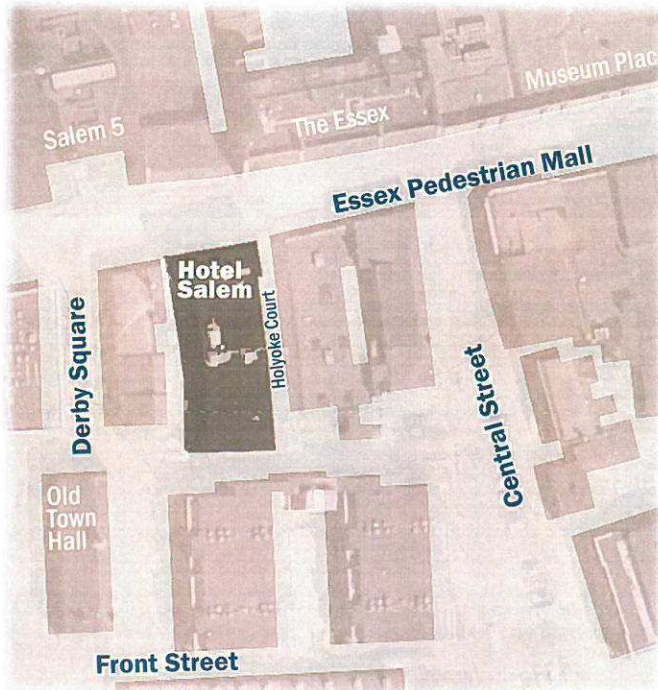 Museum Plac
Salem 5
The Essex
Essex Pedestrian Mall
Hotel
Salem
Holyoke Court
Derby Square
Central Street
Old
Town
Hall
Front Street